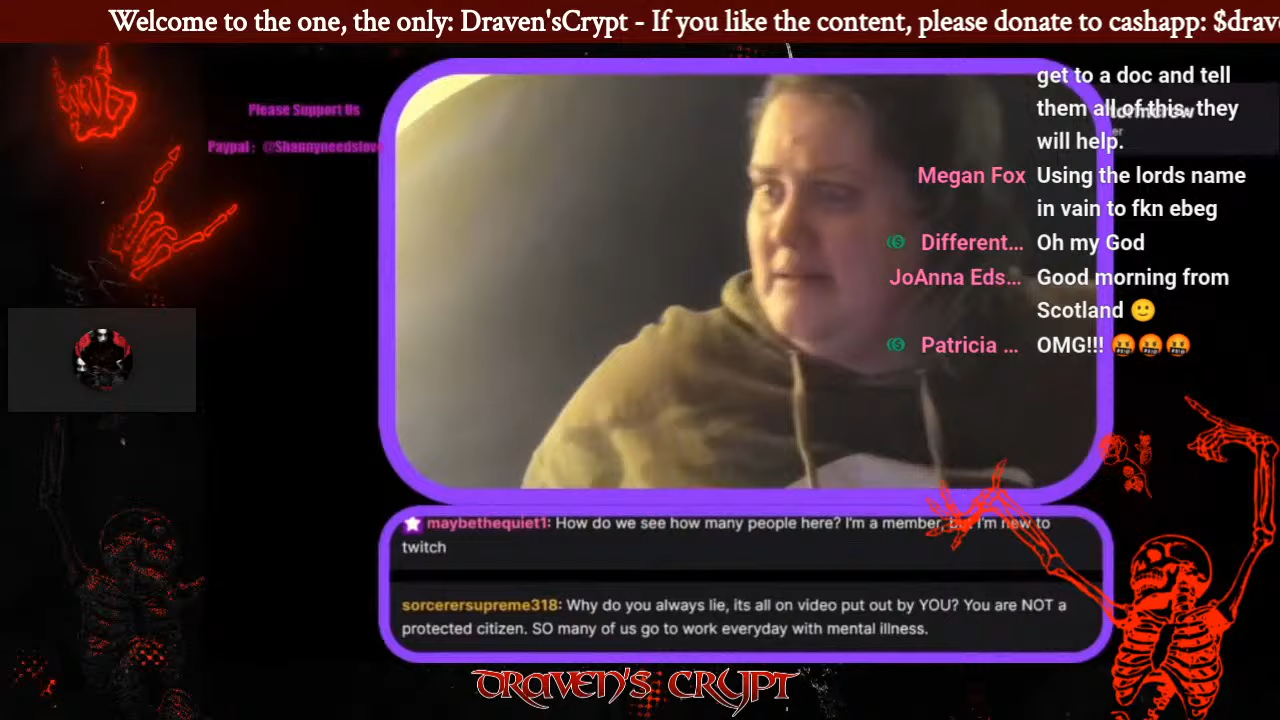 Welcome to the one, the only: Draven'sCrypt - If you like the content, please donate to cashapp: $drav
Please Support Us
Paypal : @Shannyneedslove
get to a doc and tell
them all of this, they
will help.
Megan Fox Using the lords name
in vain to fkn ebeg
Different... Oh my God
JoAnna Eds... Good morning from
Scotland 🙂
Patricia ... OMG!!! 🤬🤬🤬
maybethequiet1: How do we see how many people here? I'm a member, but I'm new to
twitch
sorcerersupreme318: Why do you always lie, its all on video put out by YOU? You are NOT a
protected citizen. SO many of us go to work everyday with mental illness.
DRAVEN'S CRYPT